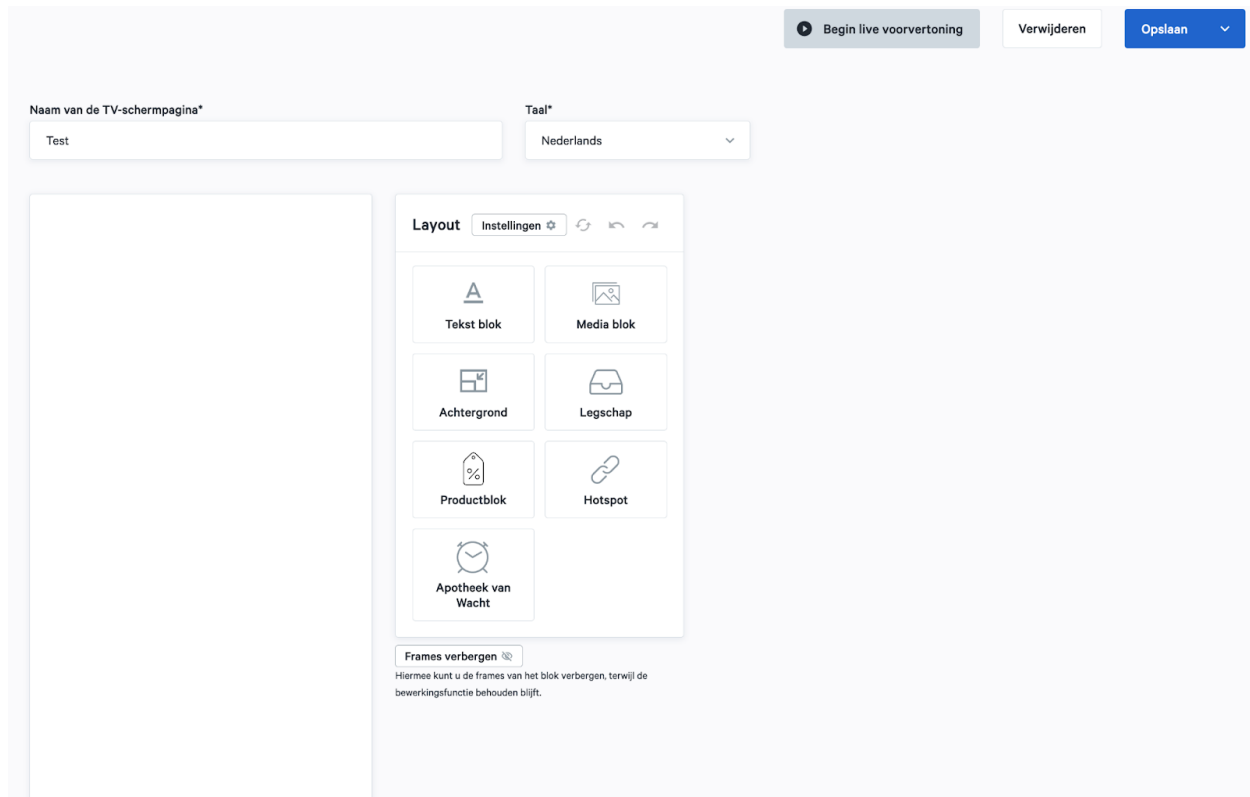 Begin live voorvertoning
Verwijderen
Opslaan
Naam van de TV-schermpagina*
Taal*
Test
Nederlands
Layout
Instellingen
Tekst blok
Media blok
Achtergrond
Legschap
Productblok
Hotspot
Apotheek van
Wacht
Frames verbergen
Hiermee kunt u de frames van het blok verbergen, terwijl de
bewerkingsfunctie behouden blijft.